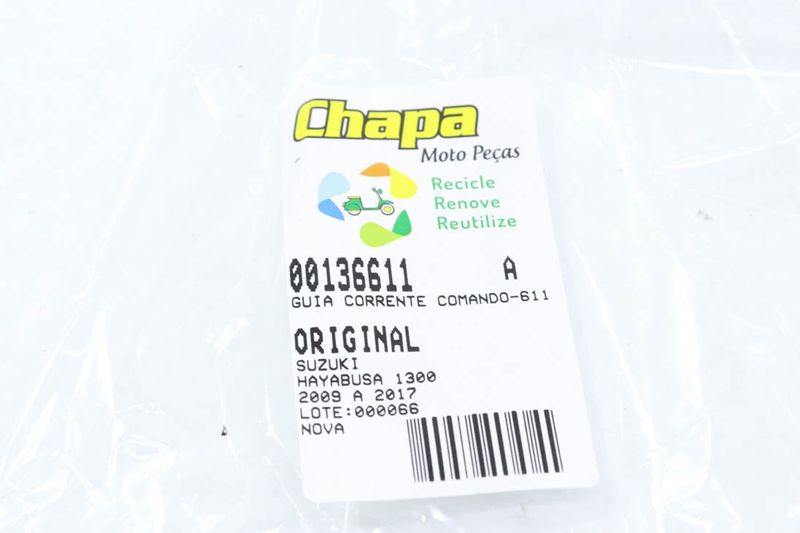 Chapa
Moto Peças
Recicle
Renove
Reutilize
00136611 A
GUIA CORRENTE COMANDO-611
ORIGINAL
SUZUKI
HAYABUSA 1300
2009 A 2017
LOTE:000066
NOVA